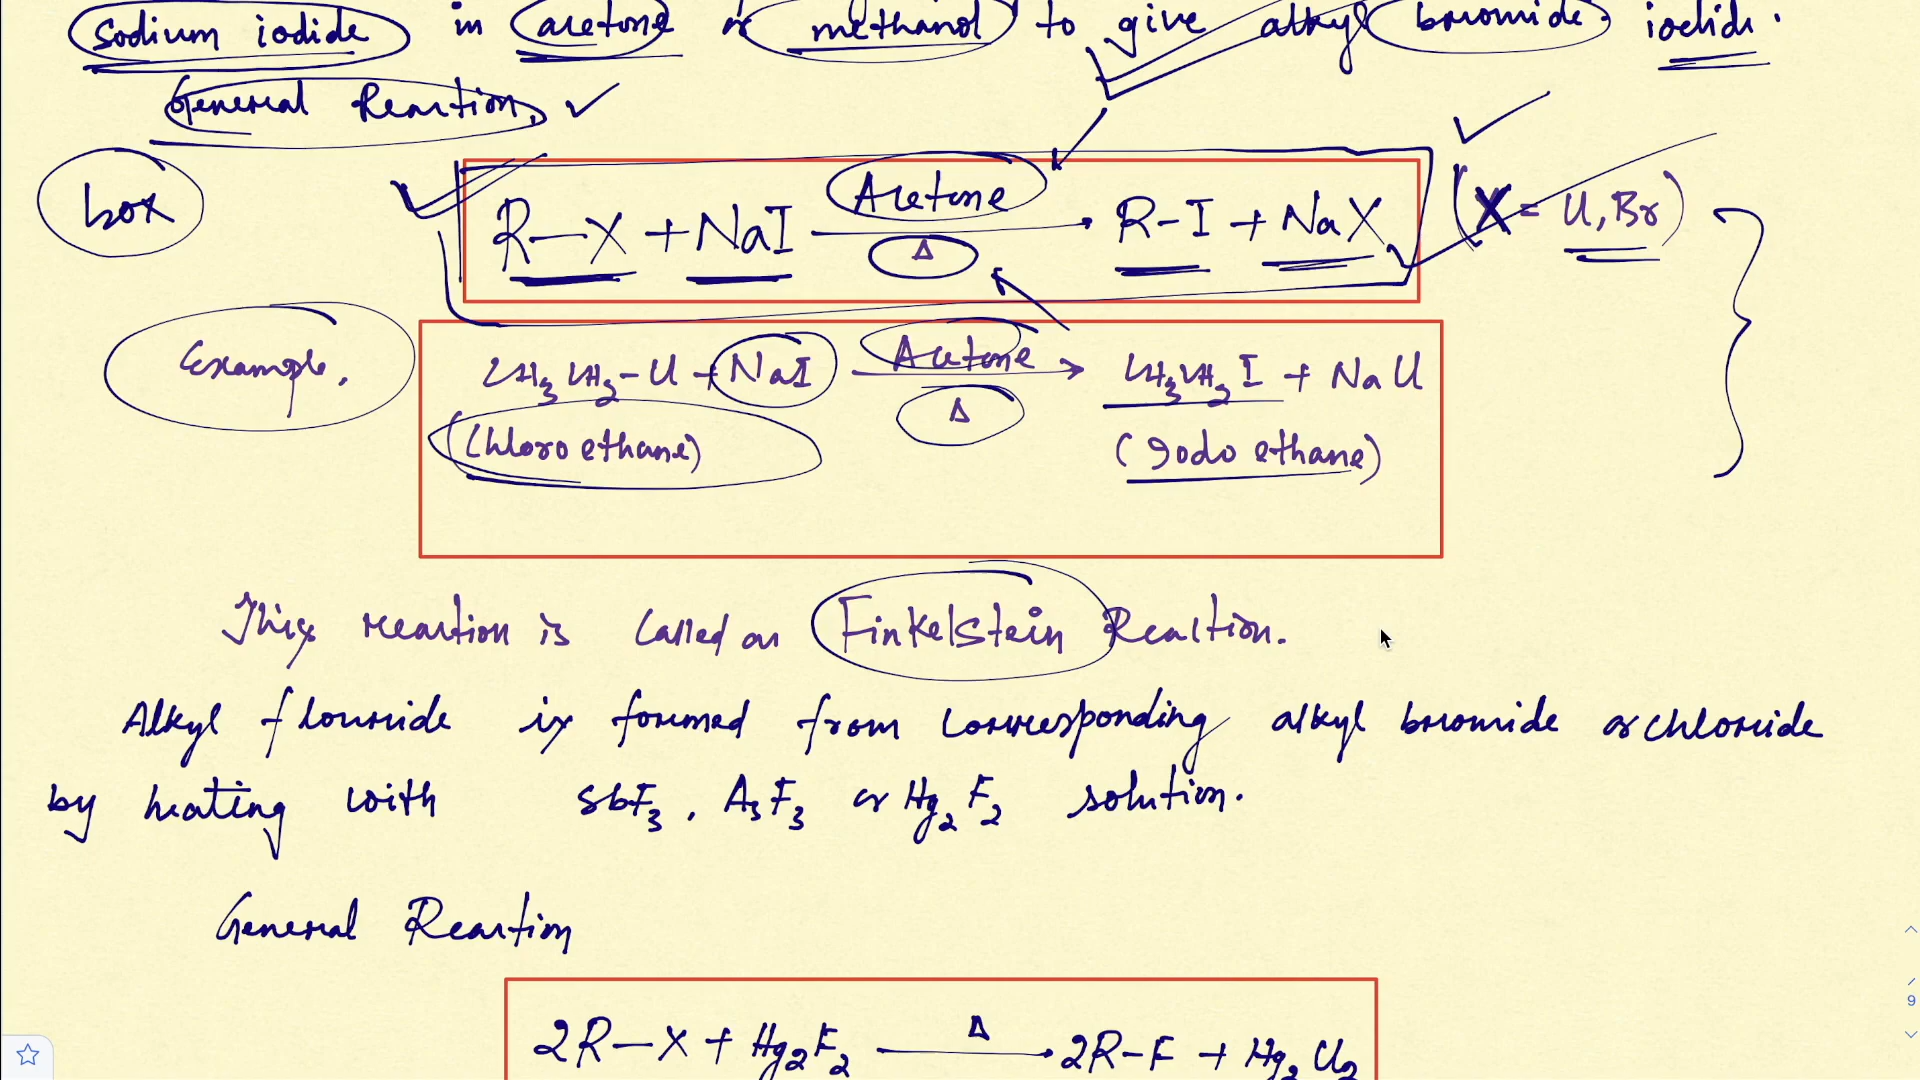 Sodium iodide in acetone or methanol to give alkyl bromide. iodide.
General Reaction, ✓
box
R—X + NaI Acetone Δ → R-I + NaX (X = Cl, Br)
Example,
CH3CH2-Cl + NaI Acetone Δ → CH3CH2I + NaCl
(Chloro ethane) (Iodo ethane)
This reaction is called as Finkelstein Reaction.
Alkyl flouride is formed from corresponding alkyl bromide or chloride
by heating with SbF3, AsF3 or Hg2F2 solution.
General Reaction
2R—X + Hg2F2 Δ → 2R-F + Hg2Cl2
9